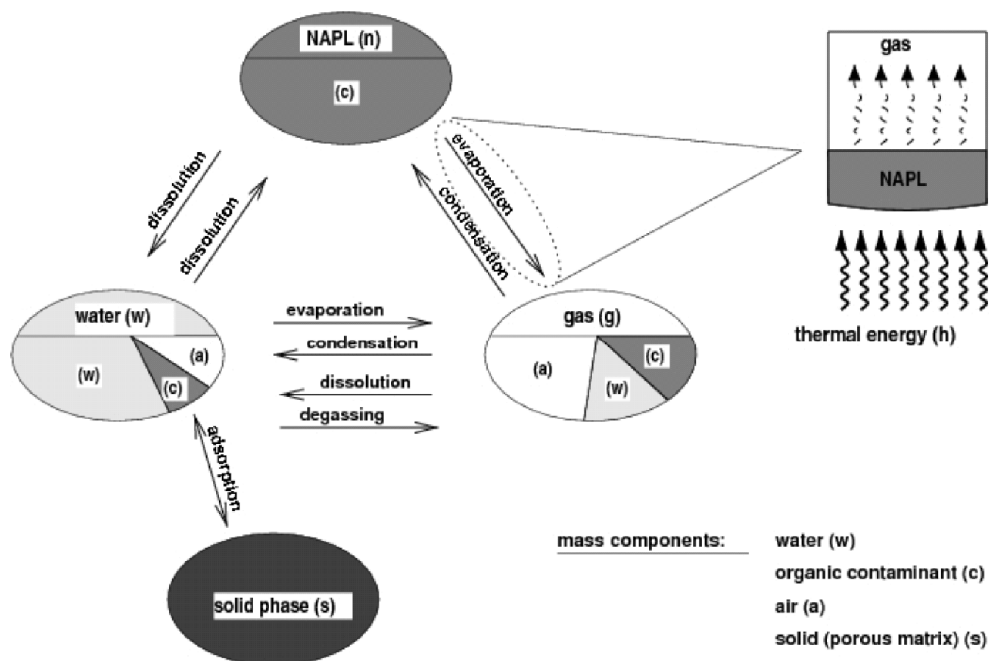 NAPL (n)
(c)
gas
NAPL
thermal energy (h)
dissolution
dissolution
evaporation
condensation
water (w)
(w)
(c)
(a)
evaporation
condensation
dissolution
degassing
gas (g)
(a)
(w)
(c)
adsorption
solid phase (s)
mass components:
water (w)
organic contaminant (c)
air (a)
solid (porous matrix) (s)